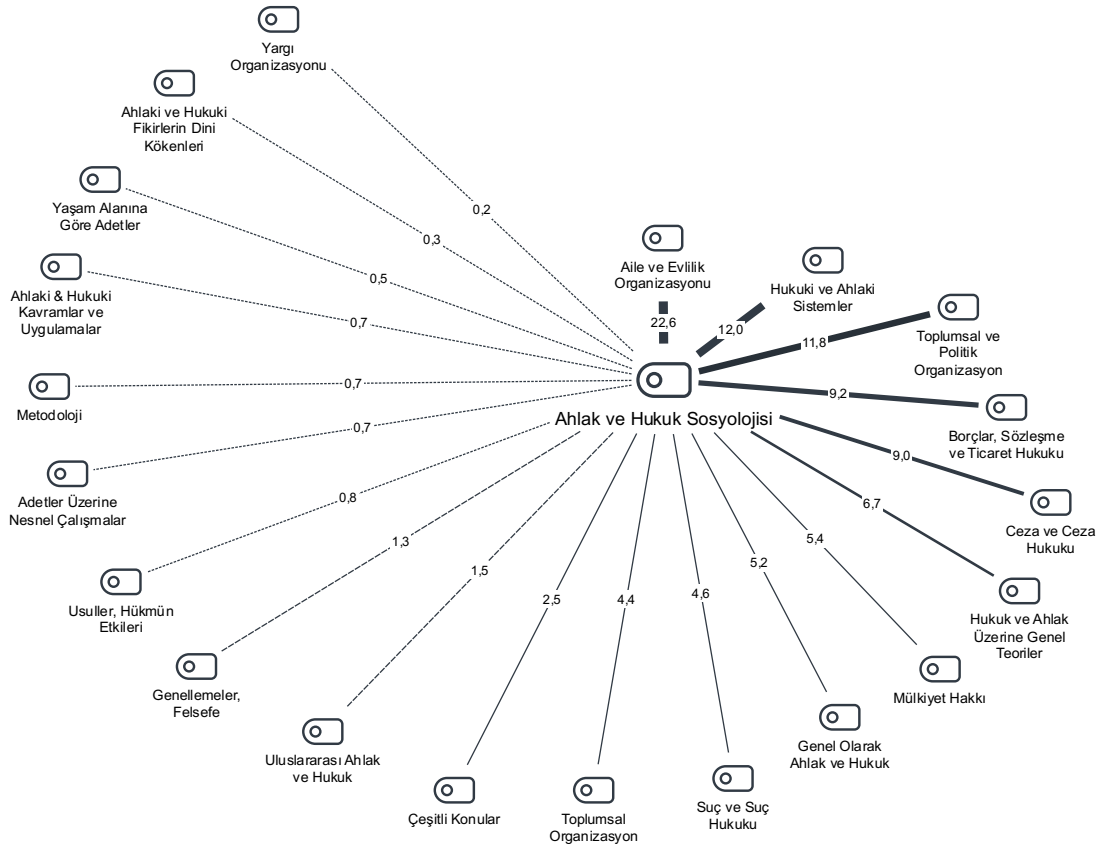 Yargı
Organizasyonu
Ahlaki ve Hukuki
Fikirlerin Dini
Kökenleri
Yaşam Alanına
Göre Adetler
Ahlaki & Hukuki
Kavramlar ve
Uygulamalar
Metodoloji
Adetler Üzerine
Nesnel Çalışmalar
Usuller, Hükmün
Etkileri
Genellemeler,
Felsefe
Uluslararası Ahlak
ve Hukuk
Çeşitli Konular
Toplumsal
Organizasyon
Suç ve Suç
Hukuku
Genel Olarak
Ahlak ve Hukuk
Mülkiyet Hakkı
Hukuk ve Ahlak
Üzerine Genel
Teoriler
Ceza ve Ceza
Hukuku
Borçlar, Sözleşme
ve Ticaret Hukuku
Toplumsal ve
Politik
Organizasyon
Hukuki ve Ahlaki
Sistemler
Aile ve Evlilik
Organizasyonu
Ahlak ve Hukuk Sosyolojisi
0,2
0,3
0,5
0,7
0,7
0,7
0,8
1,3
1,5
2,5
4,4
4,6
5,2
5,4
6,7
9,0
9,2
11,8
12,0
22,6